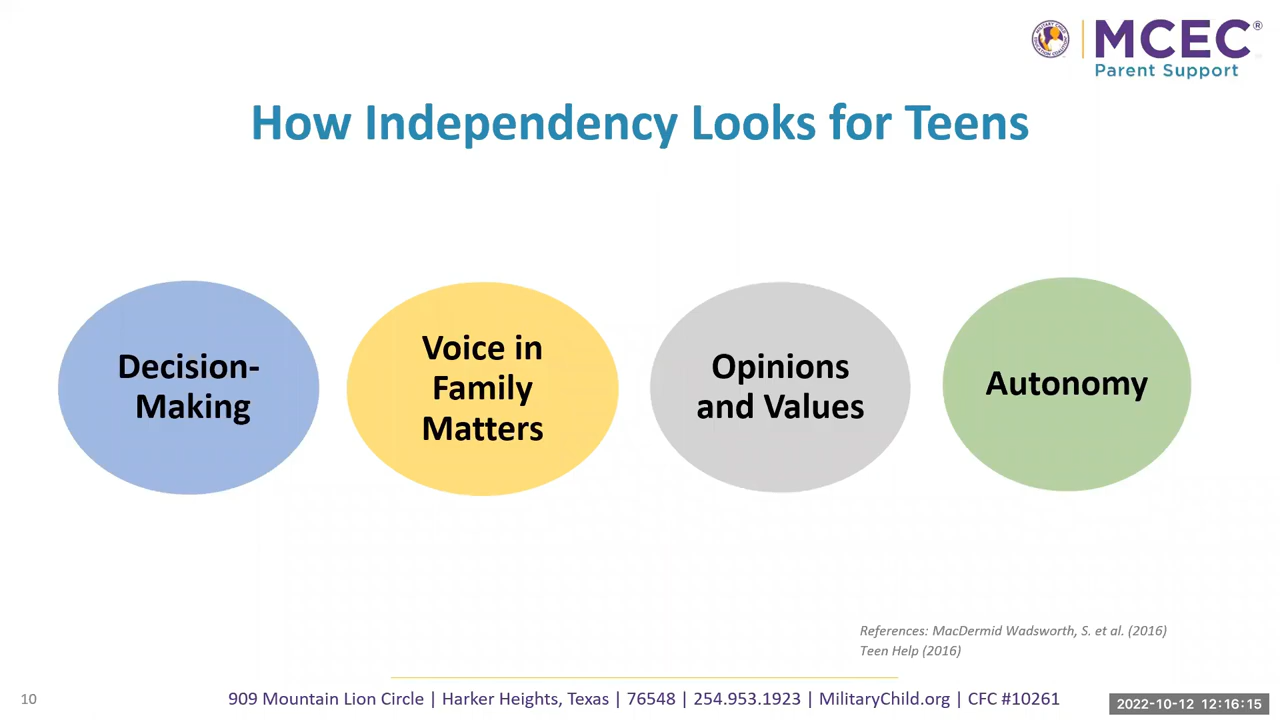 MCEC®
Parent Support
How Independency Looks for Teens
Decision-
Making
Voice in
Family
Matters
Opinions
and Values
Autonomy
References: MacDermid Wadsworth, S. et al. (2016)
Teen Help (2016)
10
909 Mountain Lion Circle | Harker Heights, Texas | 76548 | 254.953.1923 | MilitaryChild.org | CFC #10261
2022-10-12 12:16:15